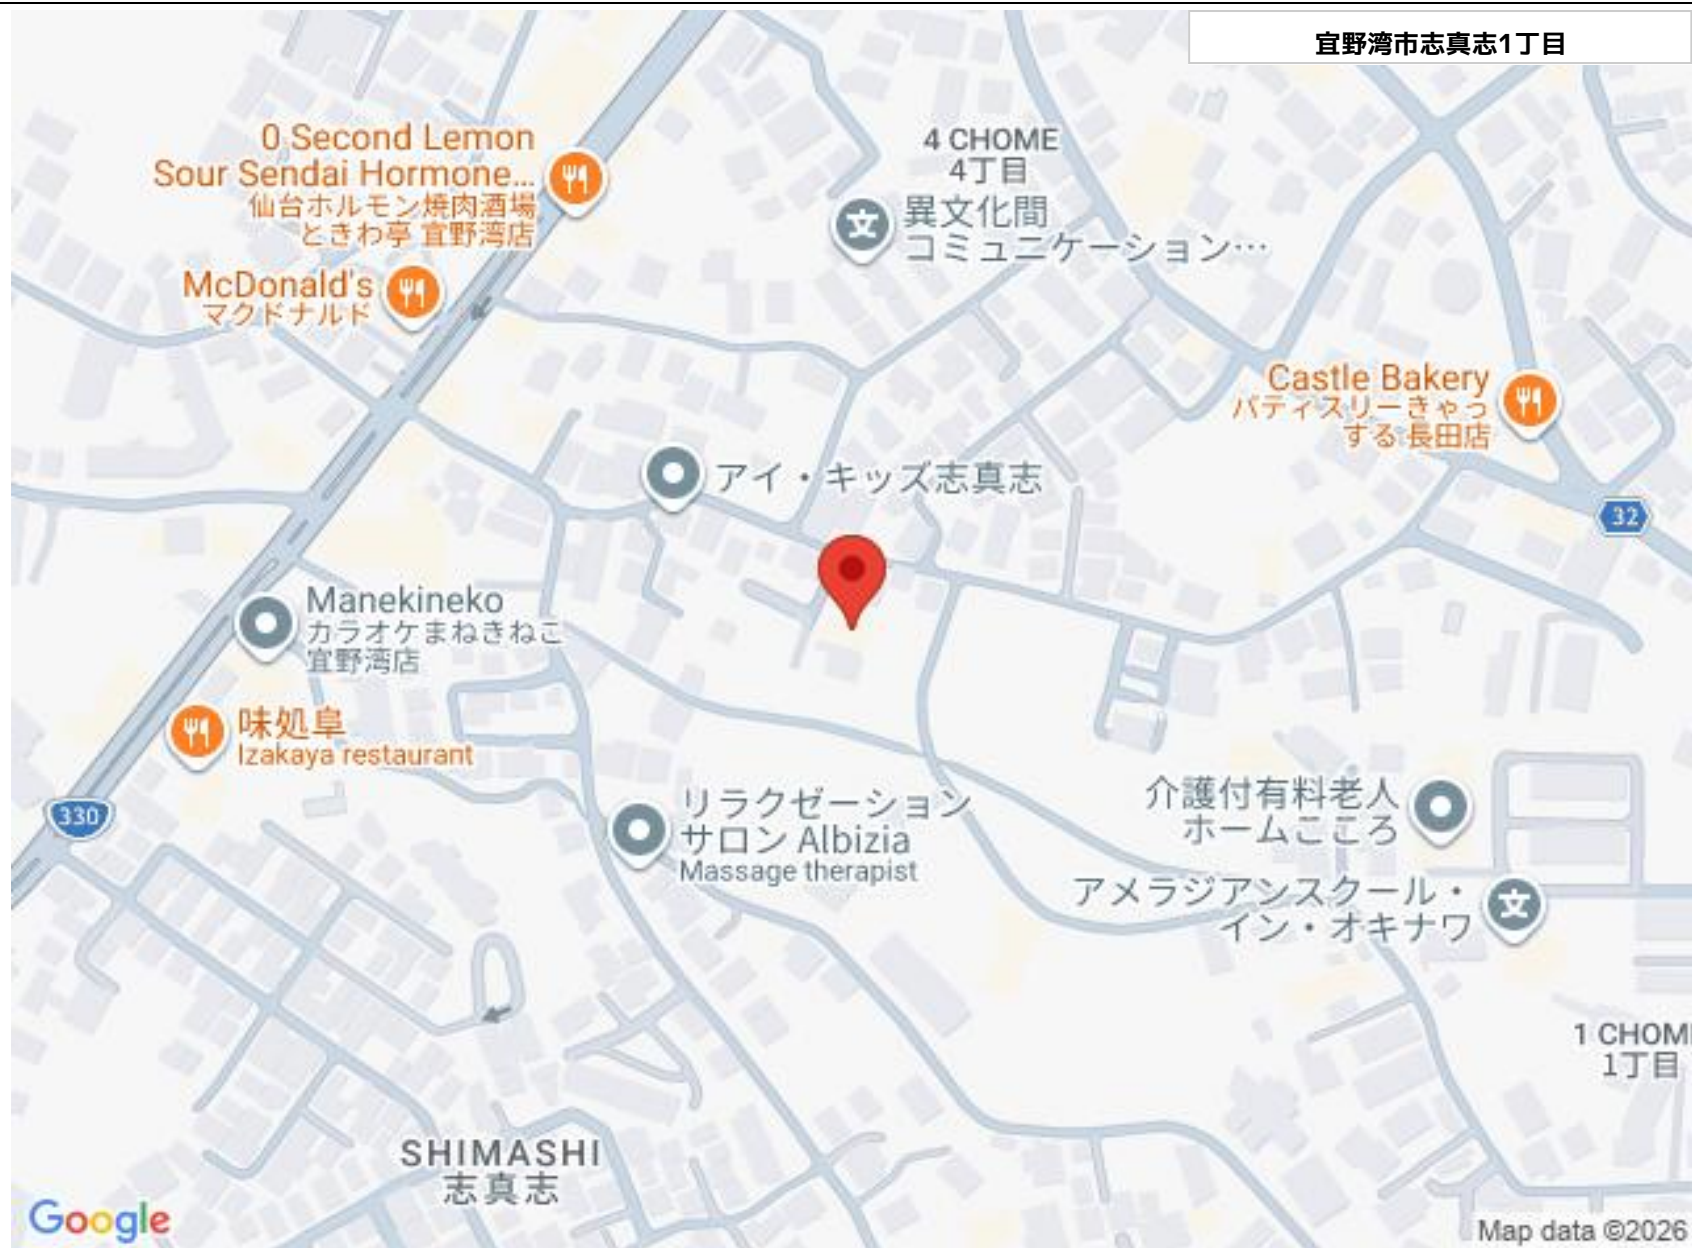 宜野湾市志真志1丁目
0 Second Lemon
Sour Sendai Hormone...
仙台ホルモン焼肉酒場
ときわ亭 宜野湾店
4 CHOME
4丁目
異文化間
コミュニケーション…
McDonald's
マクドナルド
Castle Bakery
パティスリーきゃっ
する 長田店
アイ・キッズ志真志
32
Manekineko
カラオケまねきねこ
宜野湾店
味処阜
Izakaya restaurant
330
リラクゼーション
サロン Albizia
Massage therapist
介護付有料老人
ホームこころ
アメラジアンスクール・
イン・オキナワ
1 CHOM
1丁目
SHIMASHI
志真志
Google
Map data ©2026